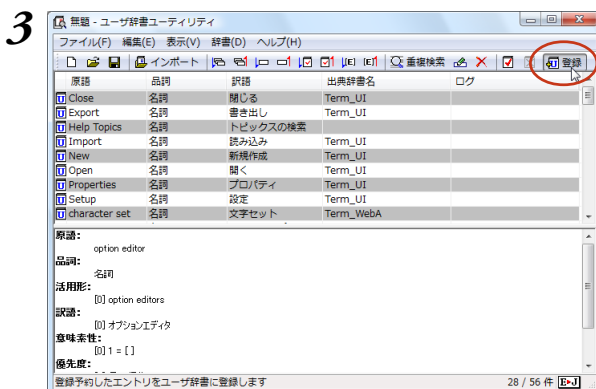 3
無題 - ユーザ辞書ユーティリティ
ファイル(F) 編集(E) 表示(V) 辞書(D) ヘルプ(H)
インポート 重複検索 登録
原語 品詞 訳語 出典辞書名 ログ
Close 名詞 閉じる Term_UI
Export 名詞 書き出し Term_UI
Help Topics 名詞 トピックスの検索
Import 名詞 読み込み Term_UI
New 名詞 新規作成 Term_UI
Open 名詞 開く Term_UI
Properties 名詞 プロパティ Term_UI
Setup 名詞 設定 Term_UI
character set 名詞 文字セット Term_WebA
原語:
option editor
品詞:
名詞
活用形:
[0] option editors
訳語:
[0] オプションエディタ
意味素性:
[0] 1 = [ ]
優先度:
登録予約したエントリをユーザ辞書に登録します 28 / 56 件 E▸J